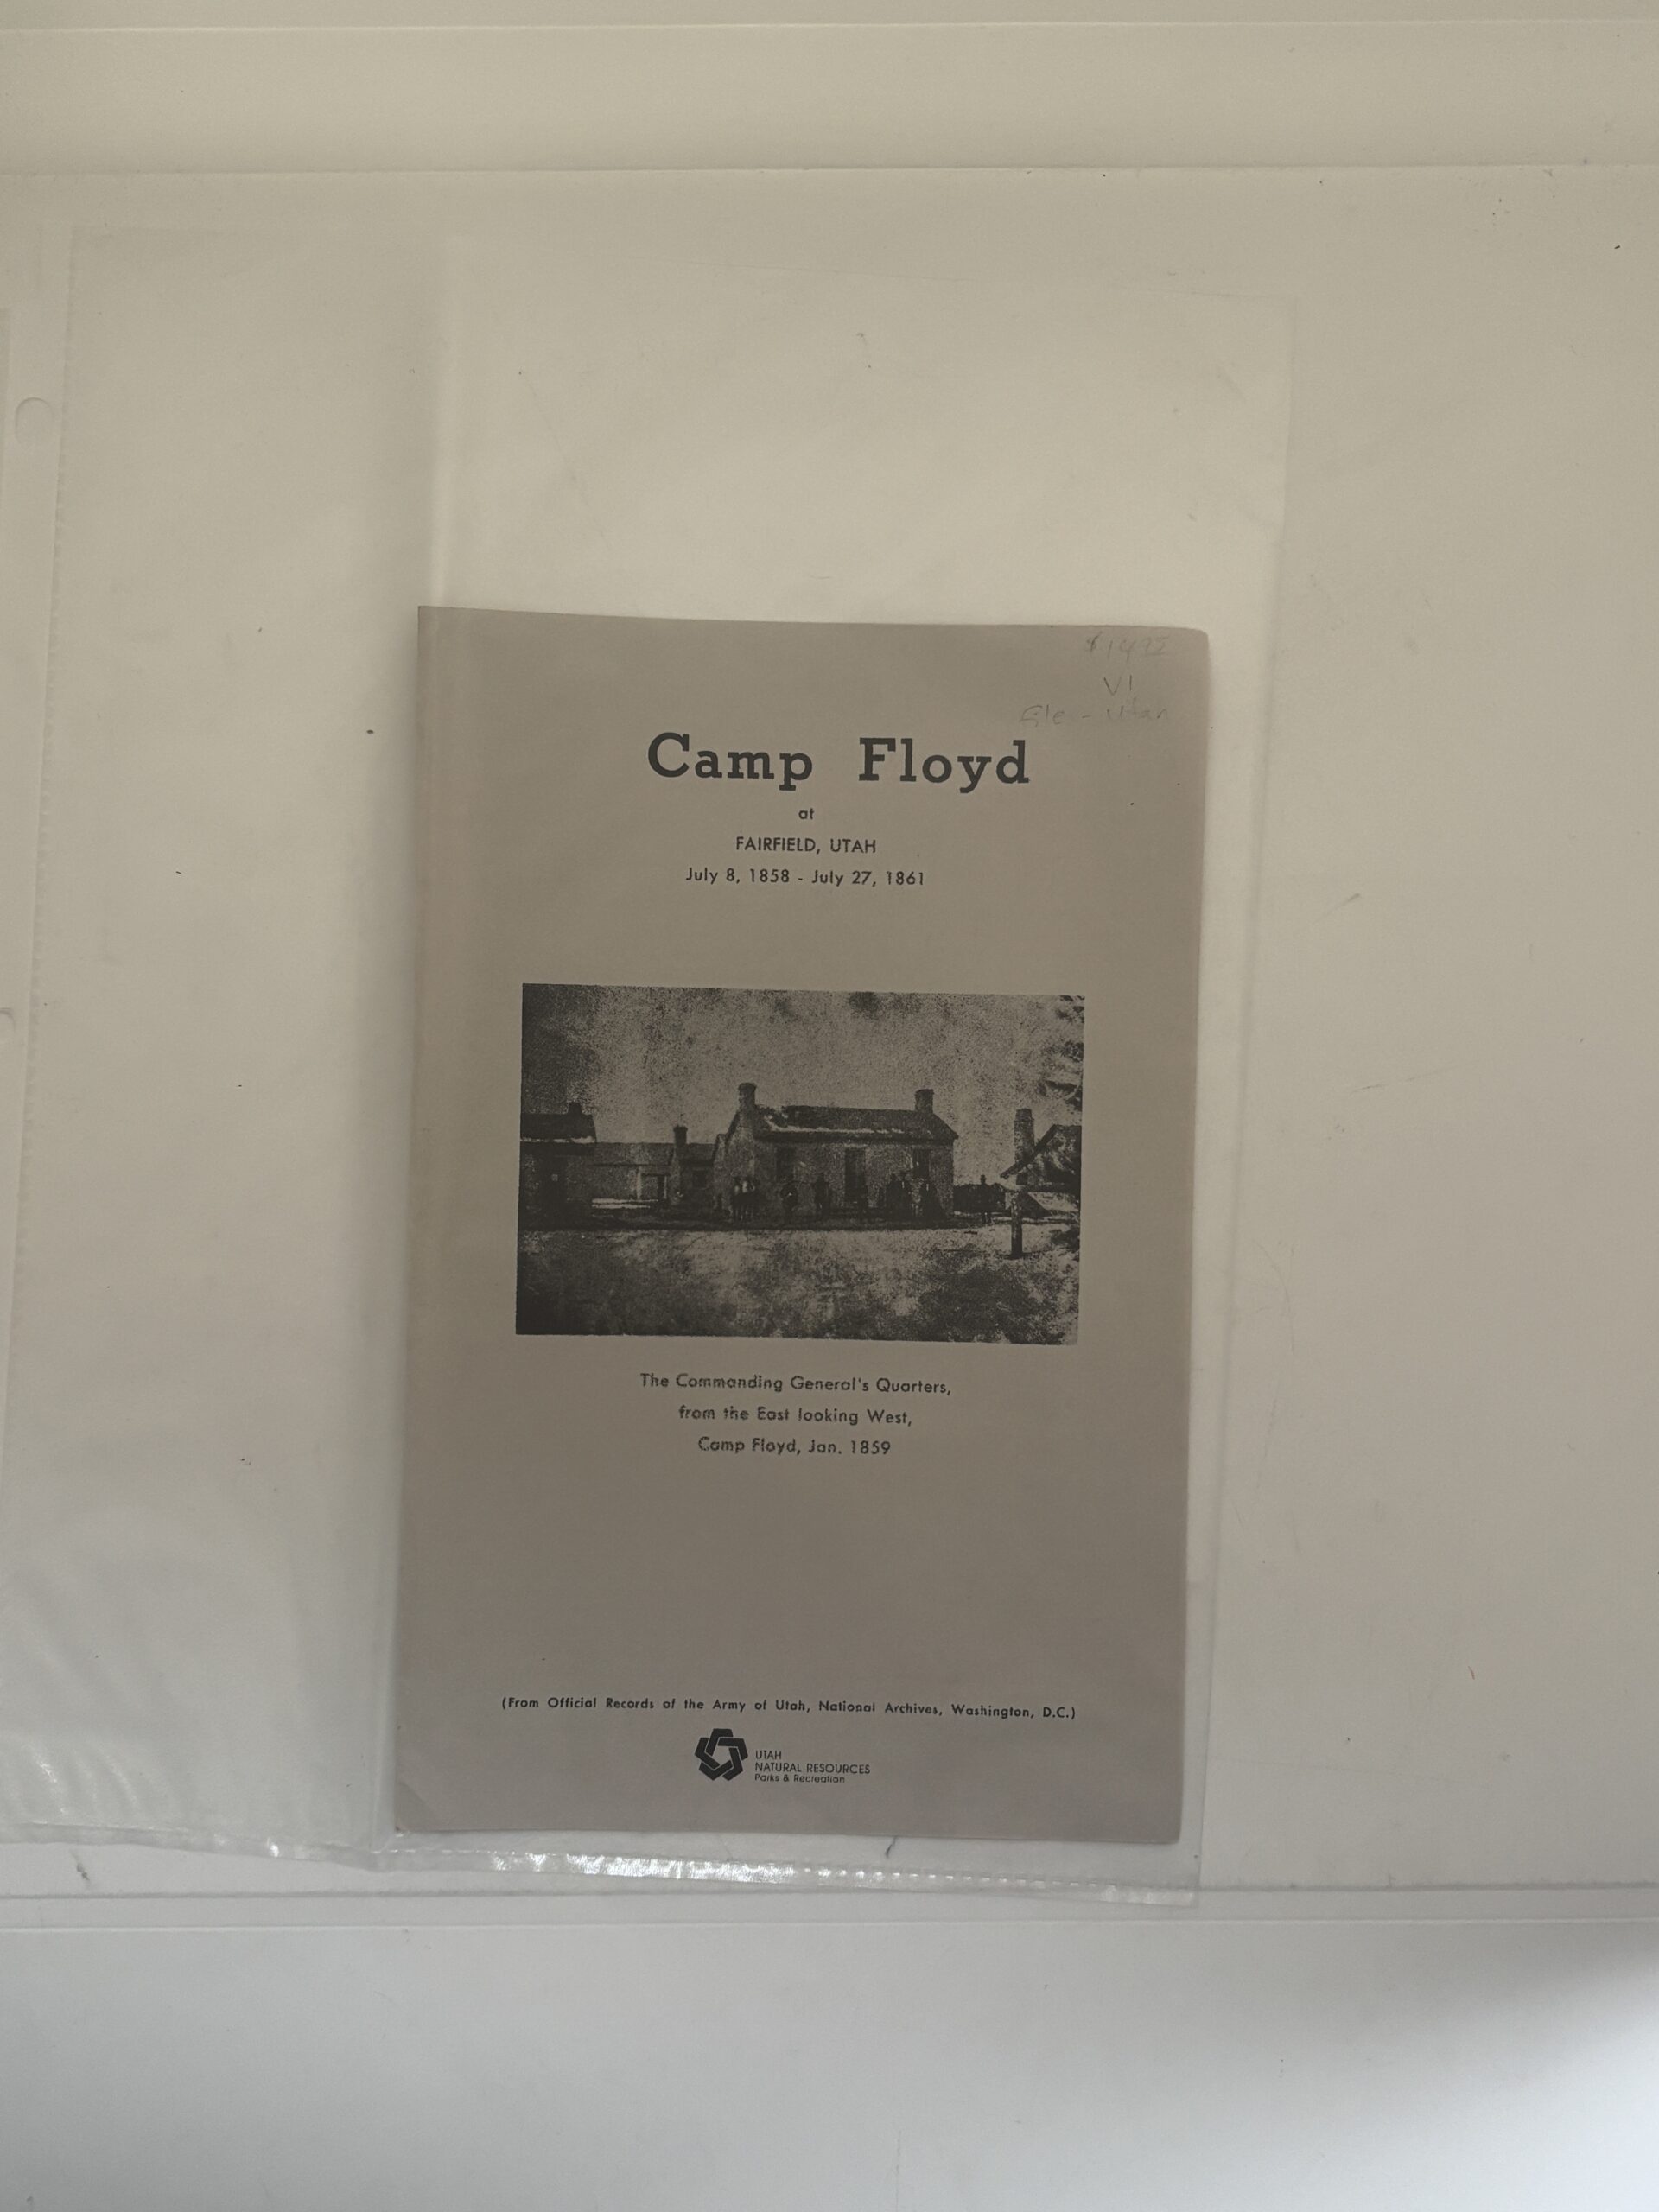 VI
Camp Floyd
at
FAIRFIELD, UTAH
July 8, 1858 - July 27, 1861
The Commanding General's Quarters,
from the East looking West,
Camp Floyd, Jan. 1859
(From Official Records of the Army of Utah, National Archives, Washington, D.C.)
UTAH
NATURAL RESOURCES
Parks & Recreation